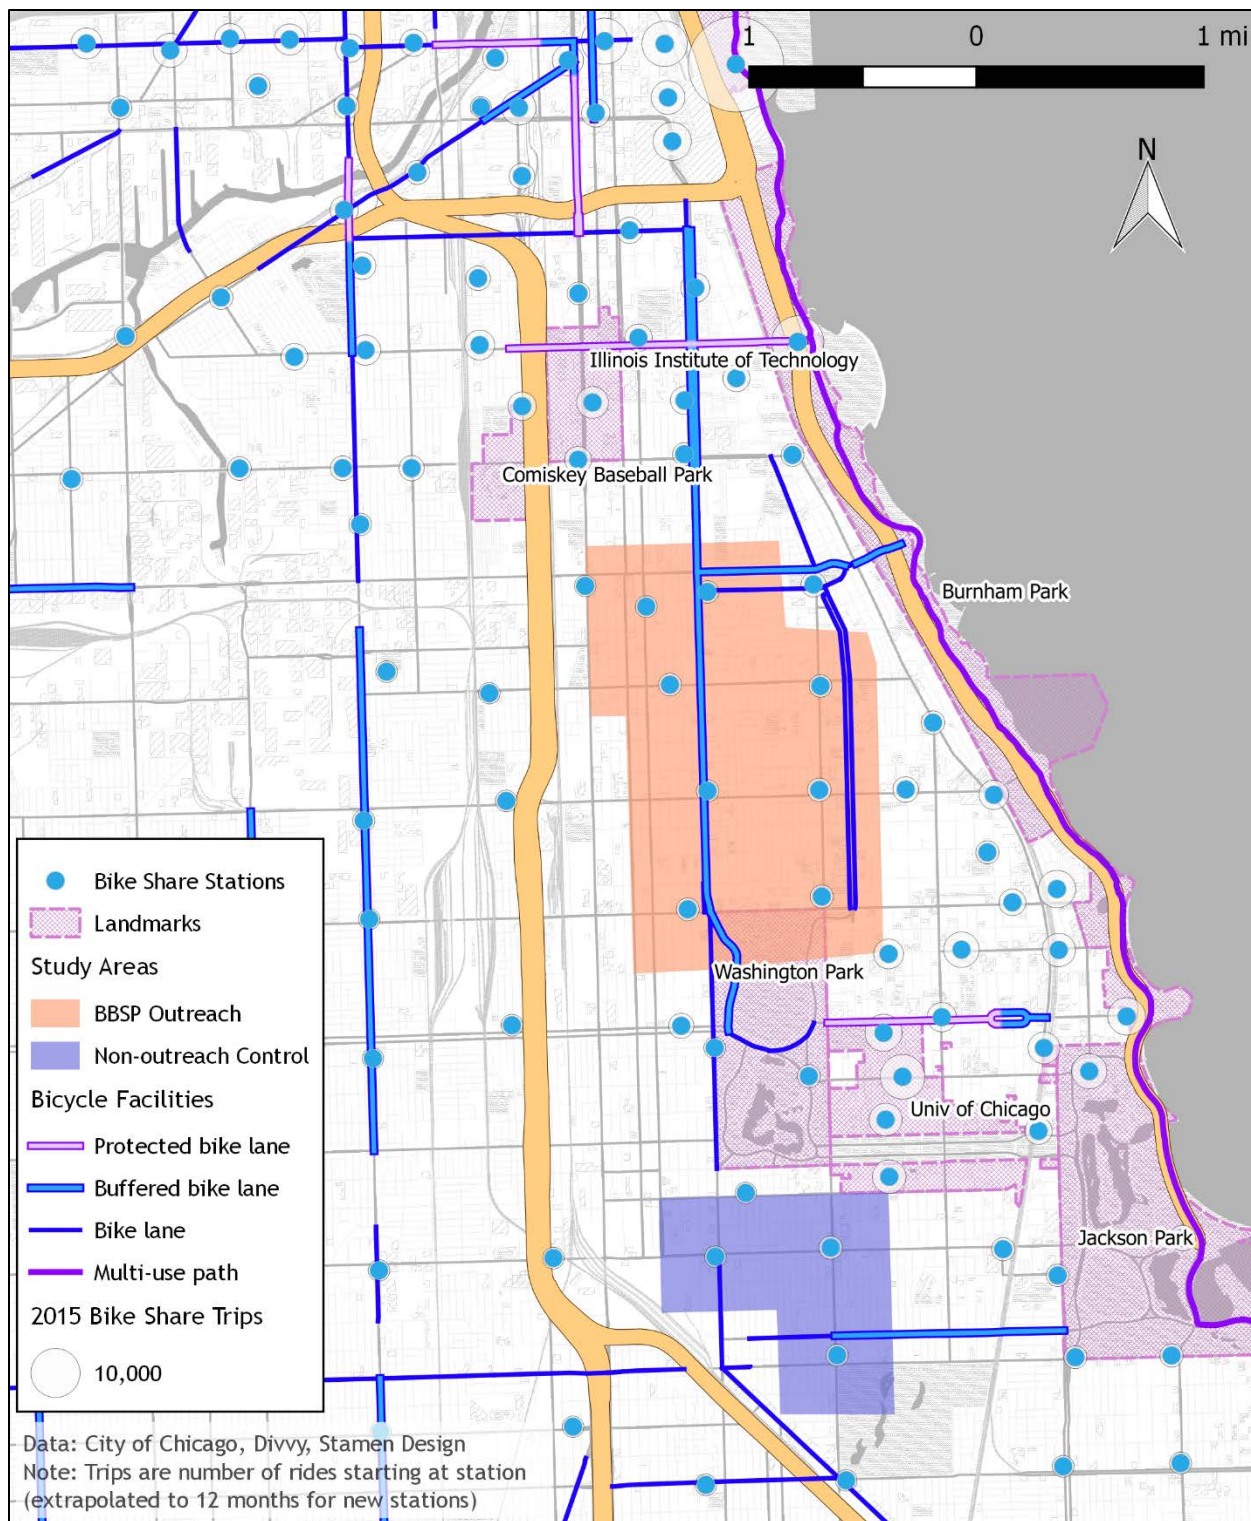 1 0 1 mi
N
Illinois Institute of Technology
Comiskey Baseball Park
Burnham Park
Bike Share Stations
Landmarks
Study Areas
Washington Park
BBSP Outreach
Non-outreach Control
Bicycle Facilities
Univ of Chicago
Protected bike lane
Buffered bike lane
Bike lane
Jackson Park
Multi-use path
2015 Bike Share Trips
10,000
Data: City of Chicago, Divvy, Stamen Design
Note: Trips are number of rides starting at station
(extrapolated to 12 months for new stations)